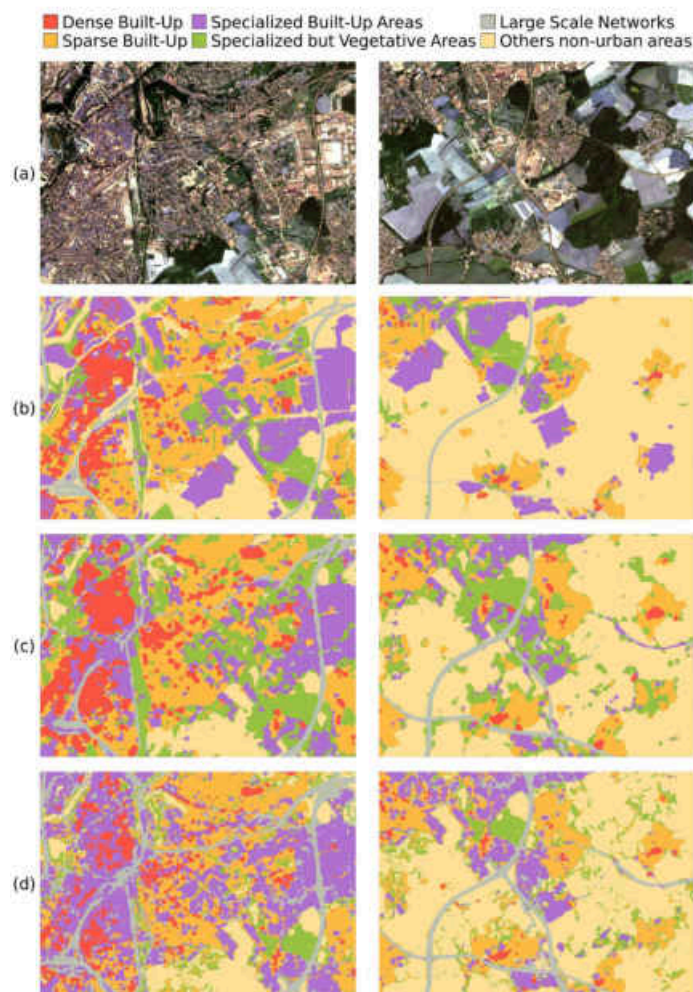 Dense Built-Up Specialized Built-Up Areas Large Scale Networks
Sparse Built-Up Specialized but Vegetative Areas Others non-urban areas
(a)
(b)
(c)
(d)